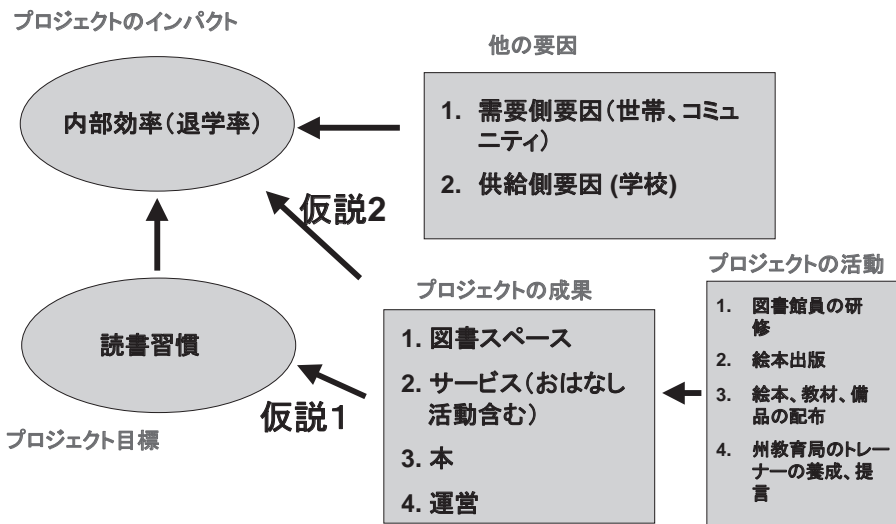 プロジェクトのインパクト
内部効率（退学率）
他の要因
1. 需要側要因（世帯、コミュ
ニティ）
2. 供給側要因 (学校)
仮説2
読書習慣
仮説1
プロジェクト目標
プロジェクトの成果
1. 図書スペース
2. サービス（おはなし
活動含む）
3. 本
4. 運営
プロジェクトの活動
1. 図書館員の研
修
2. 絵本出版
3. 絵本、教材、備
品の配布
4. 州教育局のトレー
ナーの養成、提
言